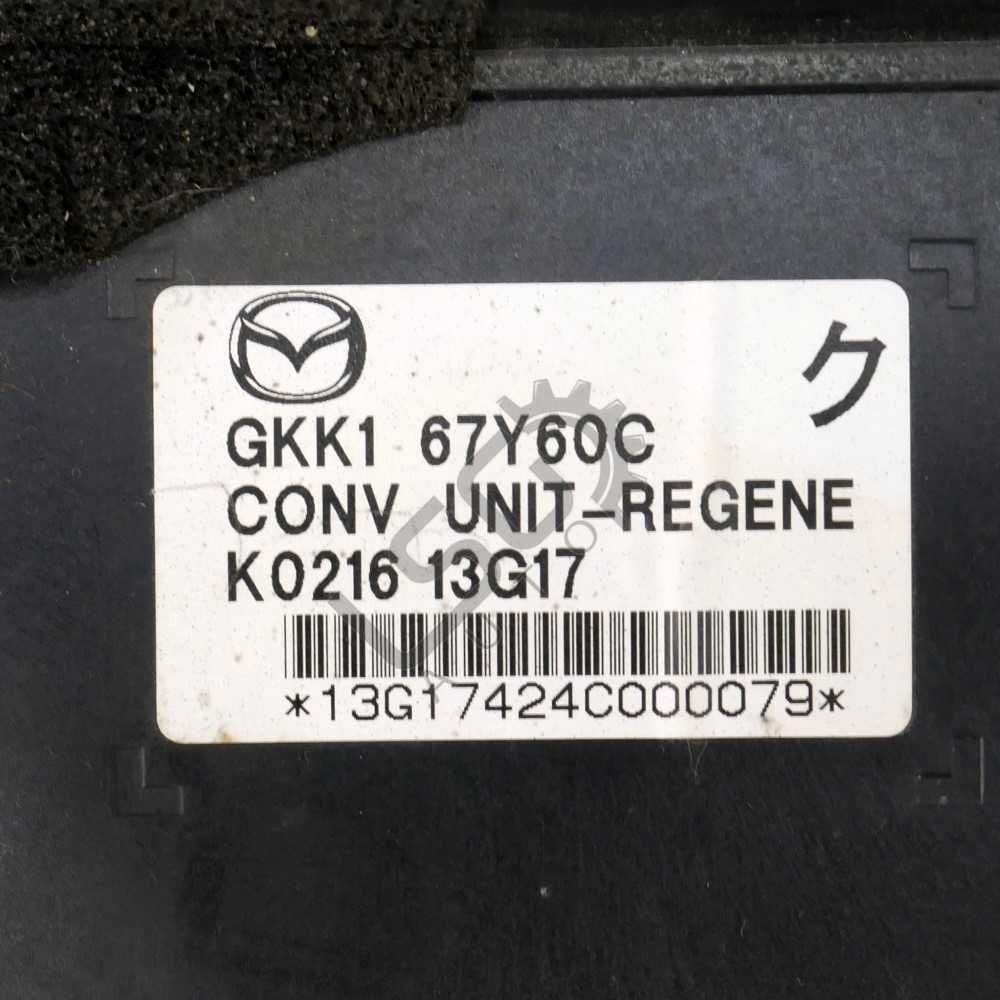 ク
GKK1 67Y60C
CONV UNIT-REGENE
K0216 13G17
*13G17424C000079*